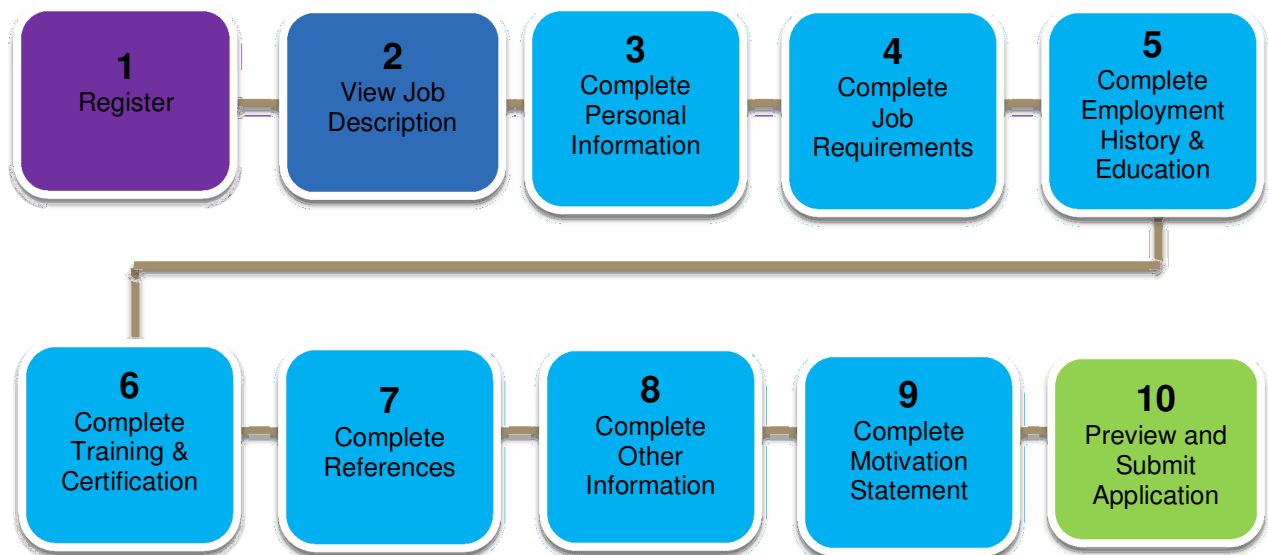 1
Register
2
View Job
Description
3
Complete
Personal
Information
4
Complete
Job
Requirements
5
Complete
Employment
History &
Education
6
Complete
Training &
Certification
7
Complete
References
8
Complete
Other
Information
9
Complete
Motivation
Statement
10
Preview and
Submit
Application